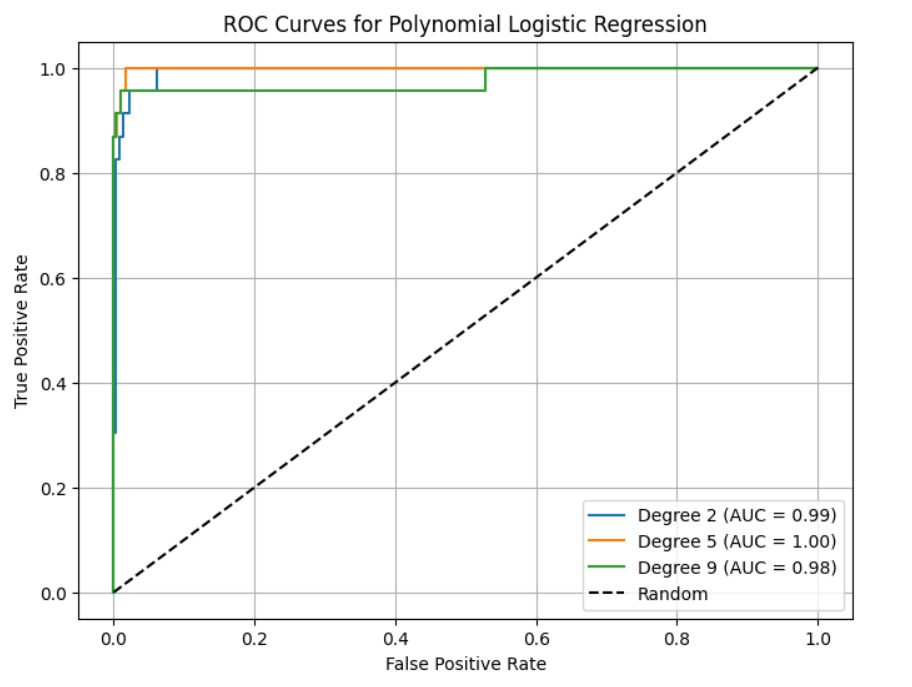 ROC Curves for Polynomial Logistic Regression
True Positive Rate
1.0
0.8
0.6
0.4
0.2
0.0
0.0 0.2 0.4 0.6 0.8 1.0
False Positive Rate
Degree 2 (AUC = 0.99)
Degree 5 (AUC = 1.00)
Degree 9 (AUC = 0.98)
Random